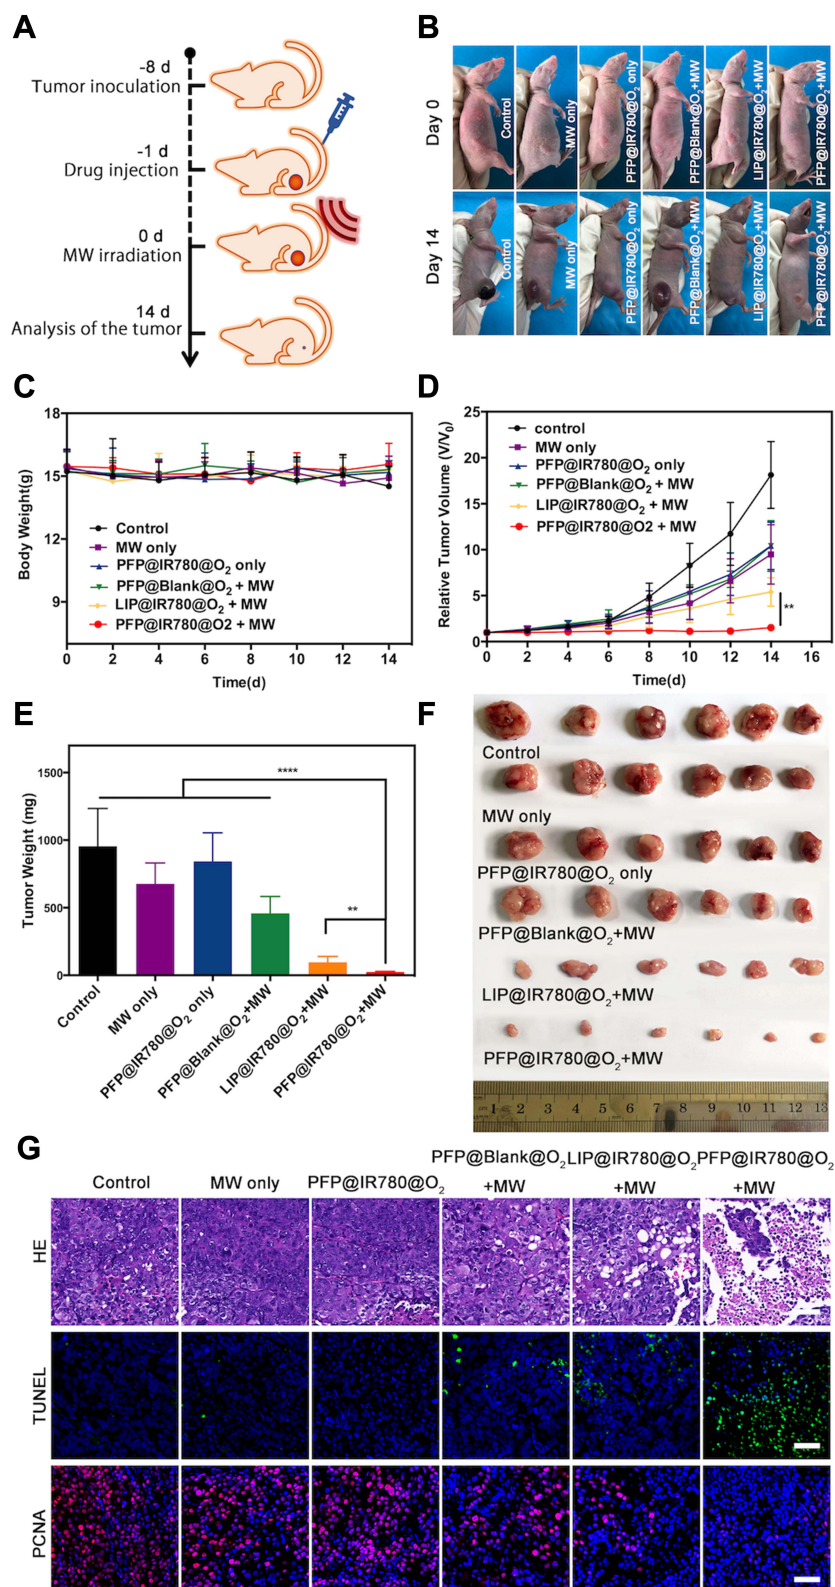 A
-8 d
Tumor inoculation
-1 d
Drug injection
0 d
MW irradiation
14 d
Analysis of the tumor
B
Day 0
Control
MW only
PFP@IR780@O₂ only
PFP@Blank@O₂+MW
LIP@IR780@O₂+MW
PFP@IR780@O₂+MW
Day 14
Control
MW only
PFP@IR780@O₂ only
PFP@Blank@O₂+MW
LIP@IR780@O₂+MW
PFP@IR780@O₂+MW
C
Body Weight(g)
18
15
12
9
Control
MW only
PFP@IR780@O₂ only
PFP@Blank@O₂ + MW
LIP@IR780@O₂ + MW
PFP@IR780@O2 + MW
0 2 4 6 8 10 12 14
Time(d)
D
Relative Tumor Volume (V/V₀)
25
20
15
10
5
0
control
MW only
PFP@IR780@O₂ only
PFP@Blank@O₂ + MW
LIP@IR780@O₂ + MW
PFP@IR780@O2 + MW
**
0 2 4 6 8 10 12 14 16
Time(d)
E
Tumor Weight (mg)
1500
1000
500
0
****
**
Control
MW only
PFP@IR780@O₂ only
PFP@Blank@O₂+MW
LIP@IR780@O₂+MW
PFP@IR780@O₂+MW
F
Control
MW only
PFP@IR780@O₂ only
PFP@Blank@O₂+MW
LIP@IR780@O₂+MW
PFP@IR780@O₂+MW
1 2 3 4 5 6 7 8 9 10 11 12 13
G
Control
MW only
PFP@IR780@O₂
PFP@Blank@O₂
+MW
LIP@IR780@O₂
+MW
PFP@IR780@O₂
+MW
HE
TUNEL
PCNA